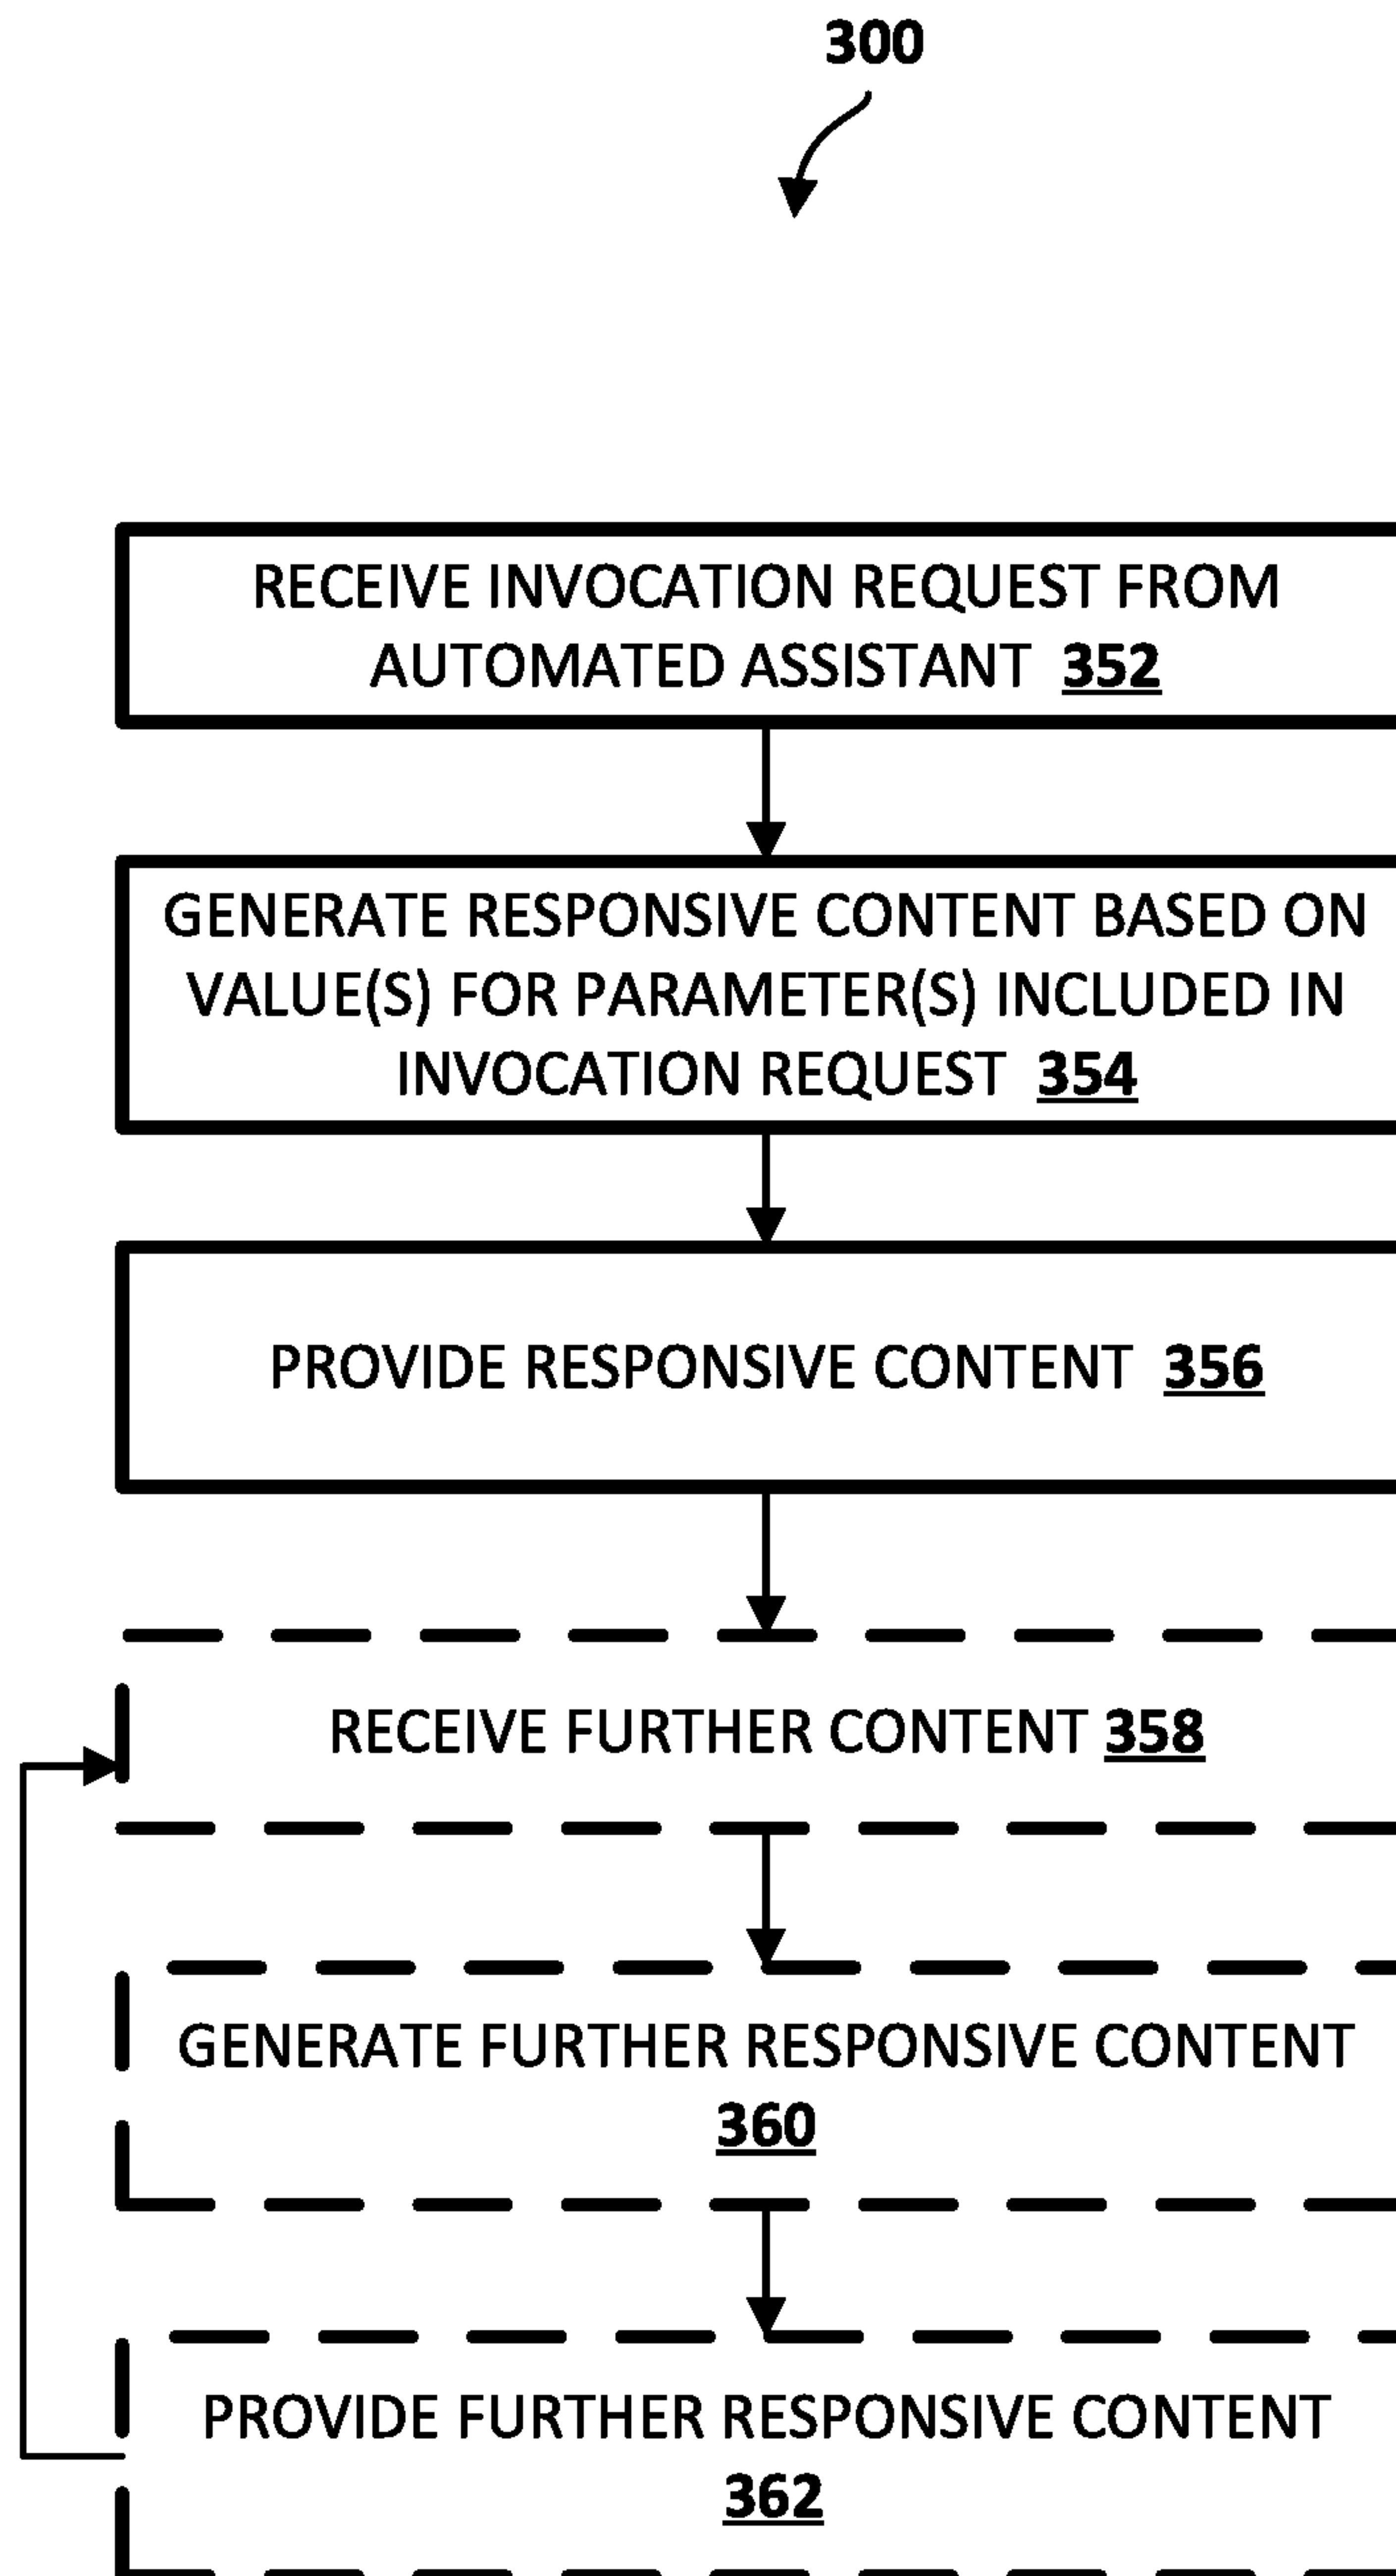 300
RECEIVE INVOCATION REQUEST FROM
AUTOMATED ASSISTANT 352
GENERATE RESPONSIVE CONTENT BASED ON
VALUE(S) FOR PARAMETER(S) INCLUDED IN
INVOCATION REQUEST 354
PROVIDE RESPONSIVE CONTENT 356
RECEIVE FURTHER CONTENT 358
GENERATE FURTHER RESPONSIVE CONTENT
360
PROVIDE FURTHER RESPONSIVE CONTENT
362